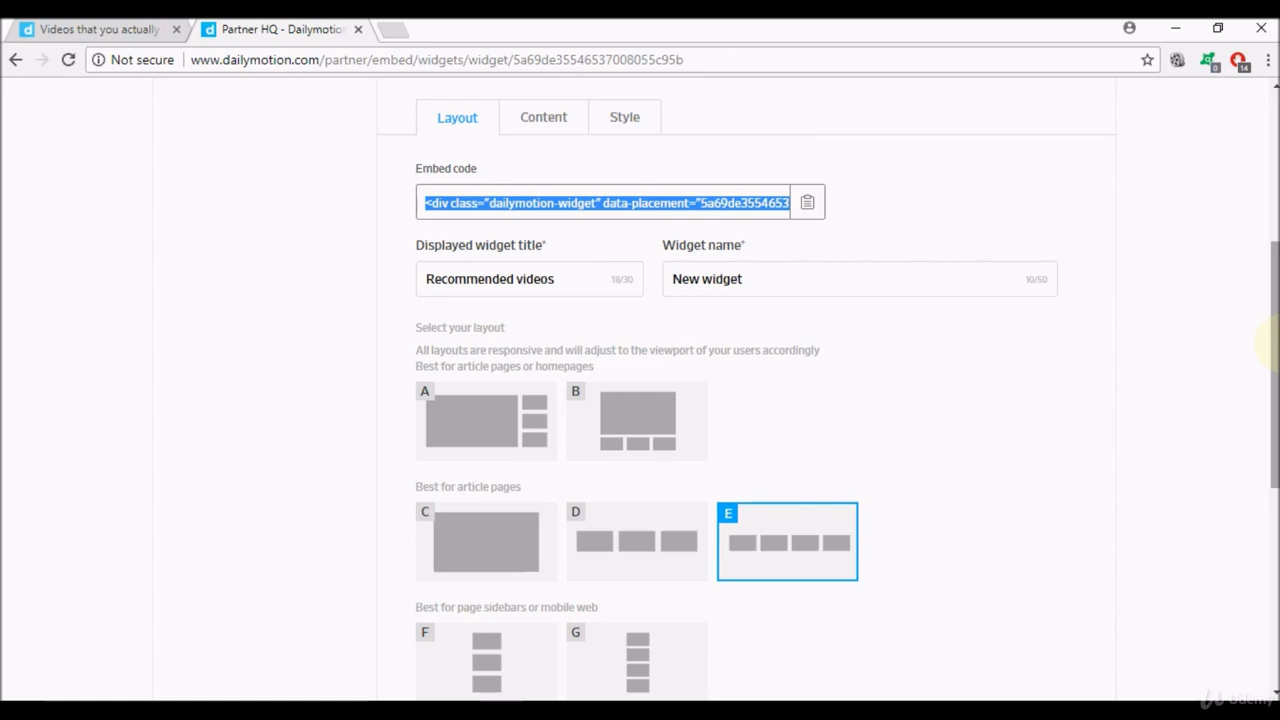 Videos that you actually
Partner HQ - Dailymotion
Not secure
www.dailymotion.com/partner/embed/widgets/widget/5a69de35546537008055c95b
0
14
Layout
Content
Style
Embed code
<div class="dailymotion-widget" data-placement="5a69de3554653
Displayed widget title*
Widget name*
Recommended videos
18/30
New widget
10/50
Select your layout
All layouts are responsive and will adjust to the viewport of your users accordingly
Best for article pages or homepages
A
B
Best for article pages
C
D
E
Best for page sidebars or mobile web
F
G
Udemy